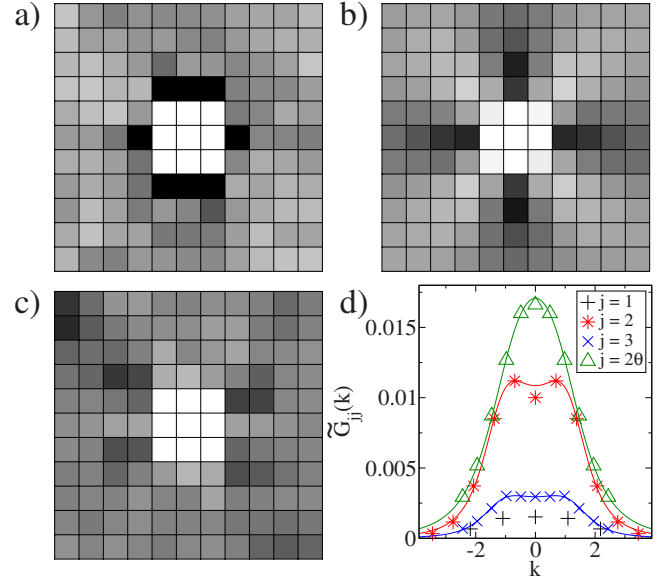 a)
b)
c)
d)
0.015
0.01
0.005
0
G̃jj(k)
j = 1
j = 2
j = 3
j = 2θ
-2
0
2
k